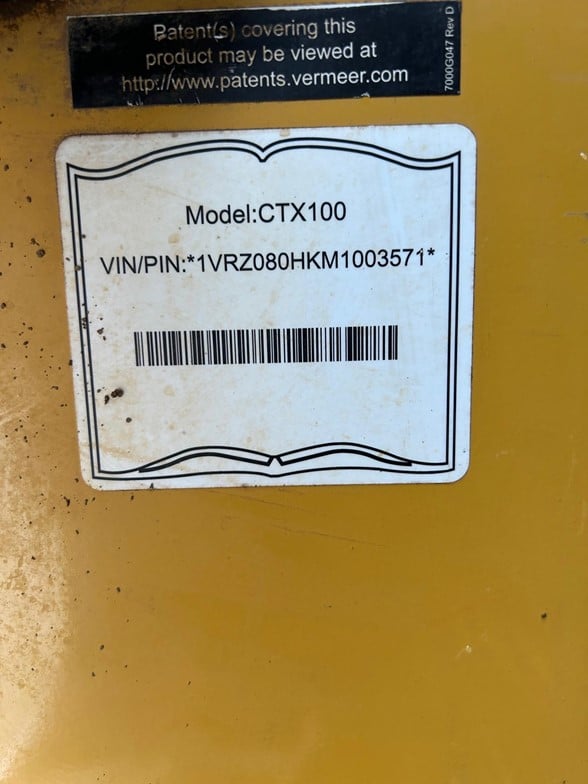 Patent(s) covering this
product may be viewed at
http://www.patents.vermeer.com
7000G047 Rev D
Model:CTX100
VIN/PIN:*1VRZ080HKM1003571*